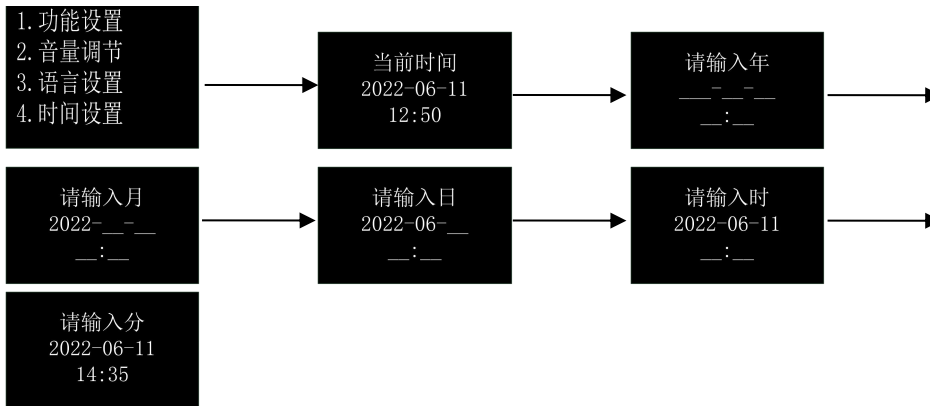 1.功能设置
2.音量调节
3.语言设置
4.时间设置
当前时间
2022-06-11
12:50
请输入年
___-__-__
__:__
请输入月
2022-__-__
__:__
请输入日
2022-06-__
__:__
请输入时
2022-06-11
__:__
请输入分
2022-06-11
14:35